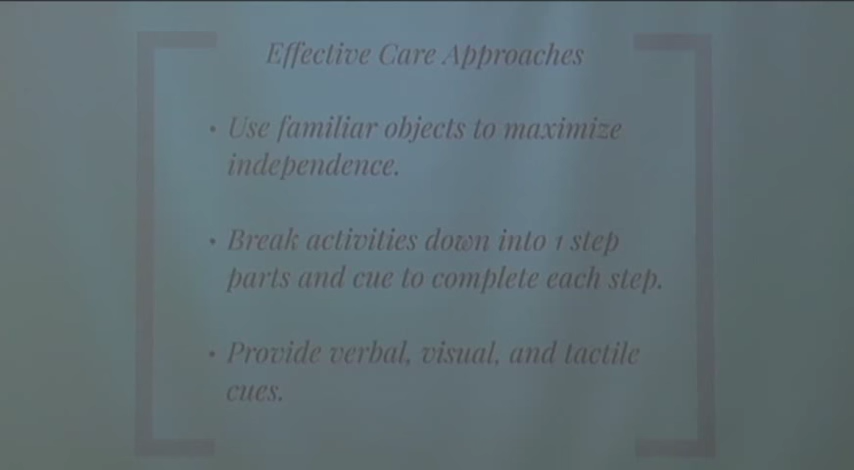 Effective Care Approaches
• Use familiar objects to maximize
independence.
• Break activities down into 1 step
parts and cue to complete each step.
• Provide verbal, visual, and tactile
cues.